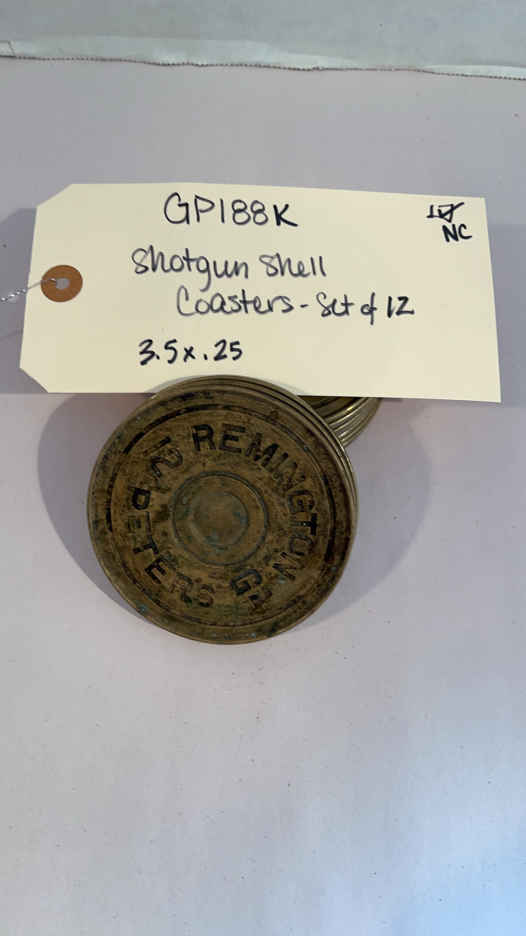 GP188K
NC
Shotgun Shell
Coasters - Set of 12
3.5x.25
REMINGTON
12
GA
PETERS